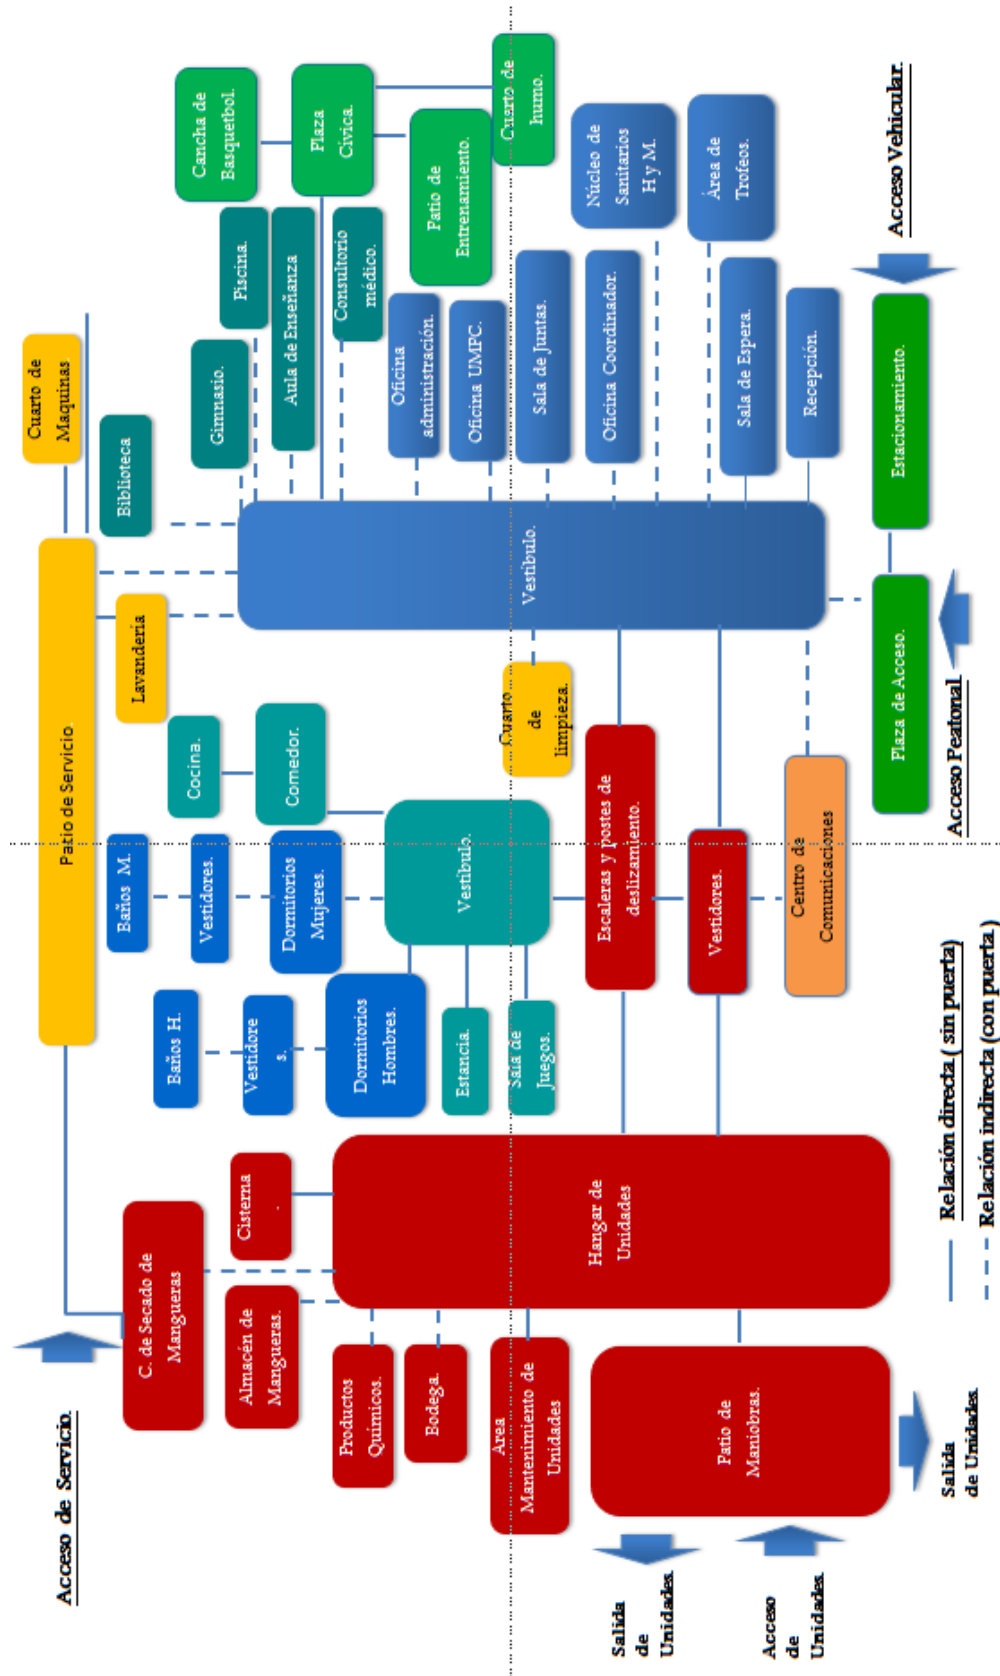 Acceso de Servicio.
Patio de Servicio.
Cuarto de
Maquinas
C. de Secado de
Mangueras
Baños H.
Baños M.
Lavandería
Biblioteca
Cisterna
.
Almacén de
Mangueras.
Vestidore
s.
Vestidores.
Cocina.
Gimnasio.
Piscina.
Cancha de
Basquetbol.
Productos
Quimicos.
Dormitorios
Hombres.
Dormitorios
Mujeres.
Comedor.
Aula de Enseñanza
Consultorio
médico.
Plaza
Cívica.
Bodega.
Estancia.
Vestíbulo.
Oficina
administración.
Oficina UMPC.
Patio de
Entrenamiento.
Area
Mantenimiento de
Unidades
Sala de
Juegos.
Cuarto
de
limpieza.
Vestíbulo.
Sala de Juntas.
Cuarto de
humo.
Salida
de
Unidades.
Patio de
Maniobras.
Hangar de
Unidades
Escaleras y postes de
deslizamiento.
Oficina Coordinador.
Núcleo de
Sanitarios
H y M.
Acceso
de
Unidades.
Vestidores.
Sala de Espera.
Área de
Trofeos.
Centro de
Comunicaciones
Recepción.
Plaza de Acceso.
Estacionamiento.
Acceso Vehicular.
Salida
de Unidades.
Acceso Peatonal
Relación directa ( sin puerta)
Relación indirecta (con puerta.)